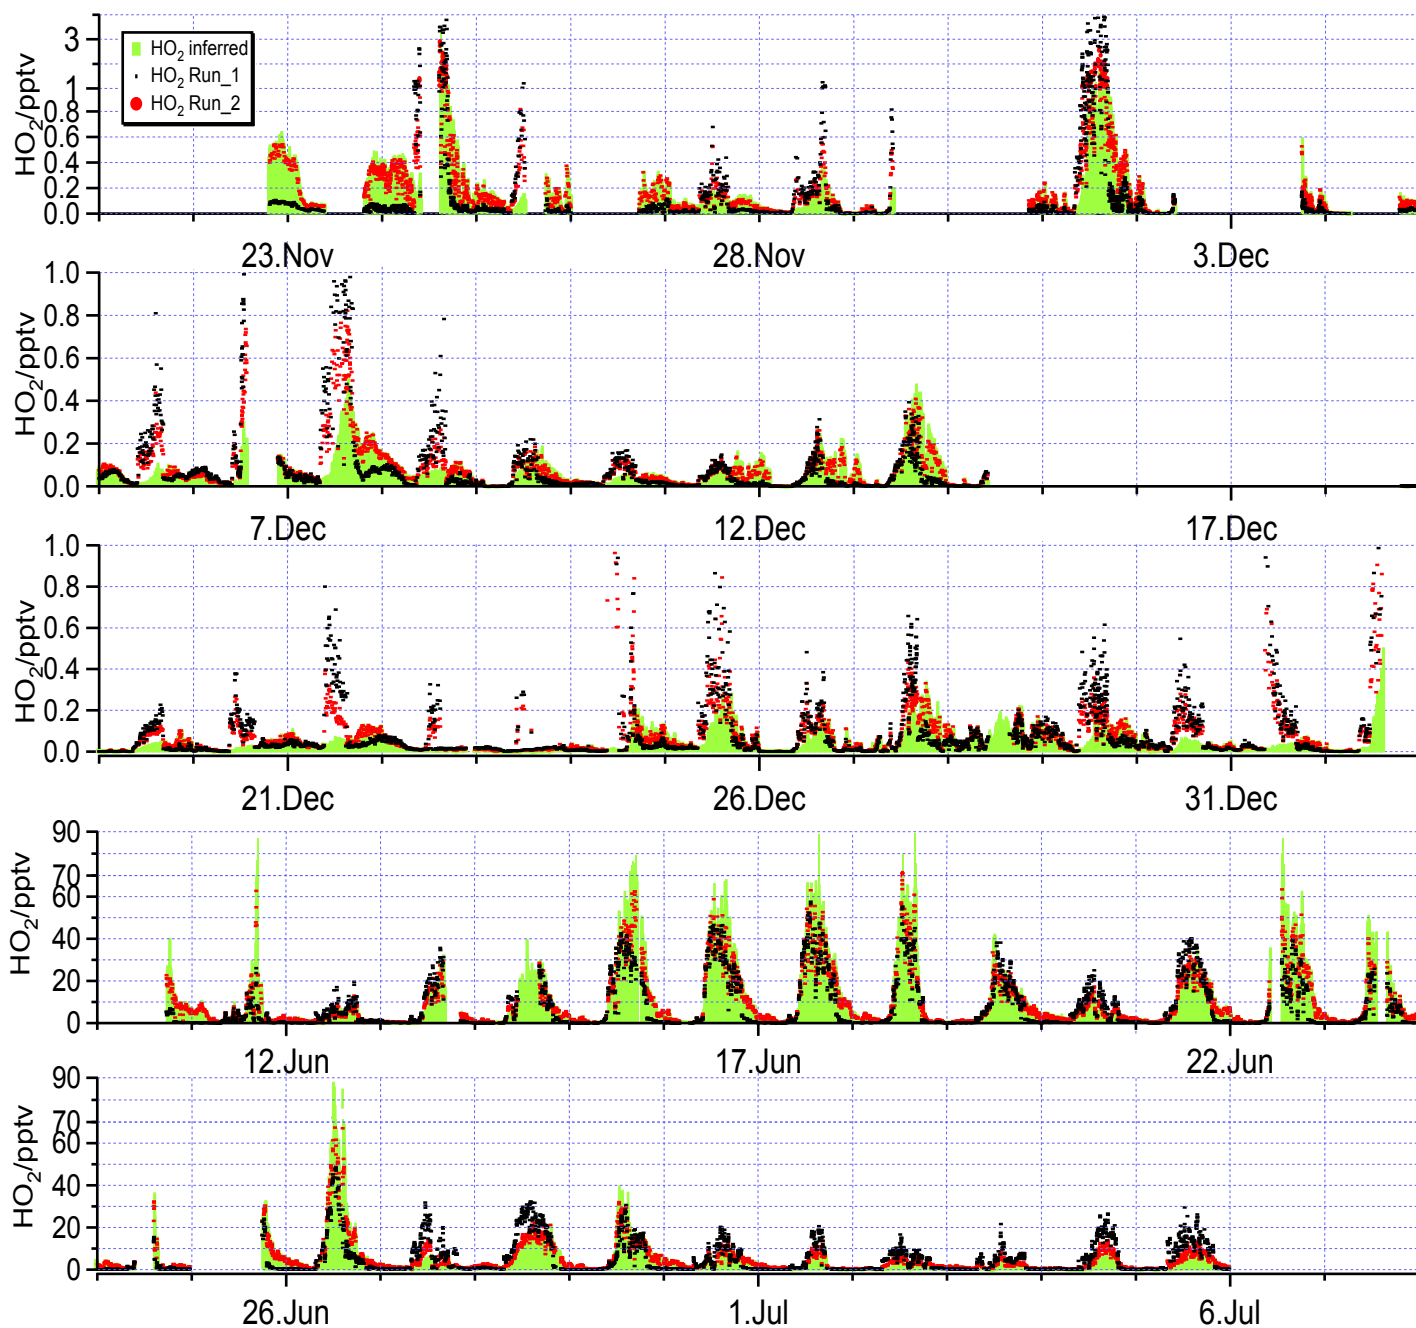 HO2/pptv
3
1
0.8
0.6
0.4
0.2
0.0
HO2 inferred
HO2 Run_1
HO2 Run_2
23.Nov 28.Nov 3.Dec
HO2/pptv
1.0
0.8
0.6
0.4
0.2
0.0
7.Dec 12.Dec 17.Dec
HO2/pptv
1.0
0.8
0.6
0.4
0.2
0.0
21.Dec 26.Dec 31.Dec
HO2/pptv
90
70
60
40
20
0
12.Jun 17.Jun 22.Jun
HO2/pptv
90
70
60
40
20
0
26.Jun 1.Jul 6.Jul